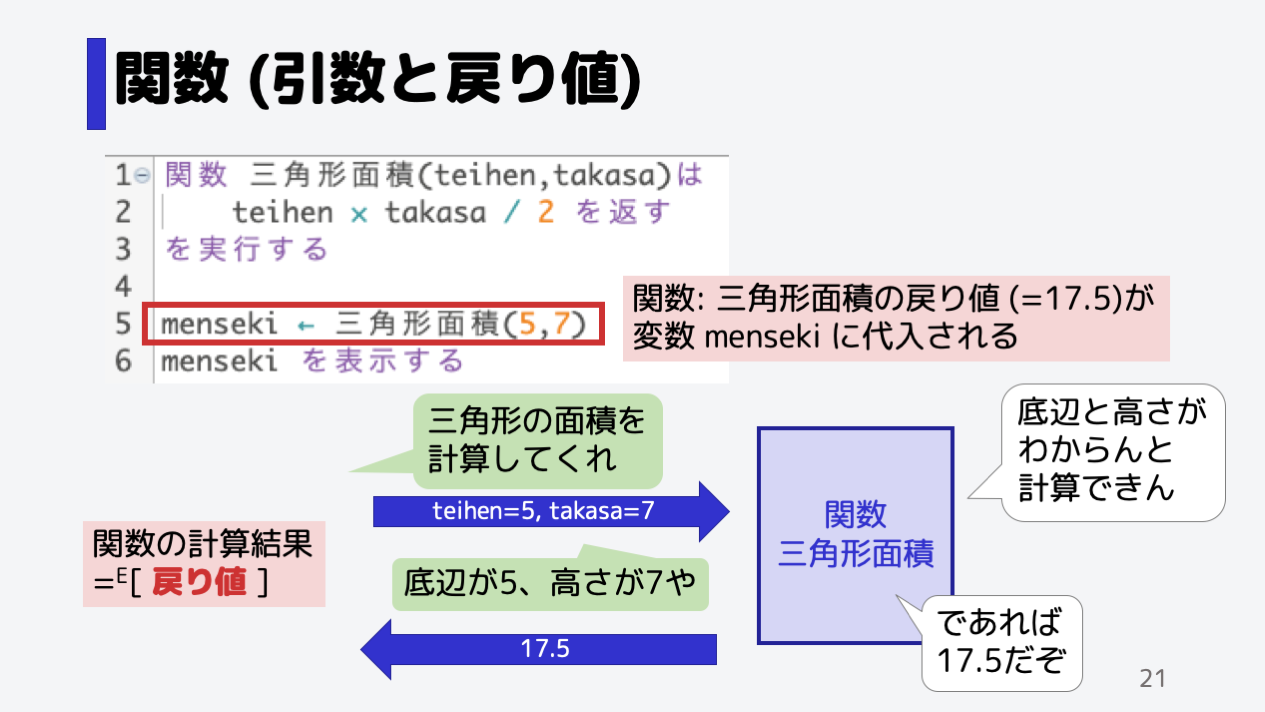 関数 (引数と戻り値)
1 関数 三角形面積(teihen,takasa)は
2 teihen × takasa / 2 を返す
3 を実行する
4
5 menseki ← 三角形面積(5,7)
6 menseki を表示する
関数: 三角形面積の戻り値 (=17.5)が
変数 menseki に代入される
三角形の面積を
計算してくれ
teihen=5, takasa=7
底辺が5、高さが7や
17.5
関数の計算結果
=E[ 戻り値 ]
関数
三角形面積
底辺と高さが
わからんと
計算できん
であれば
17.5だぞ
21